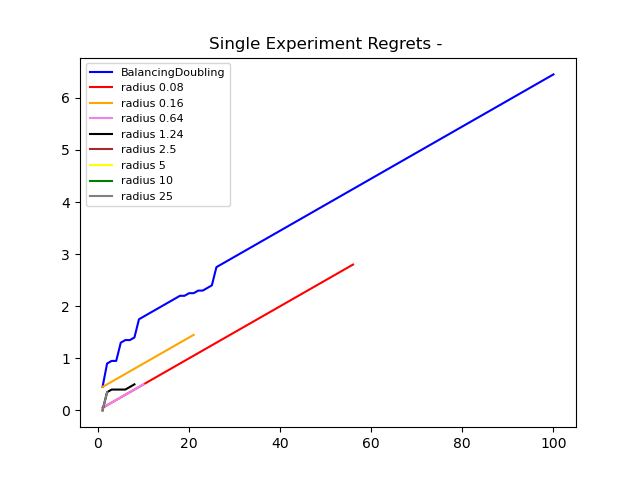 Single Experiment Regrets -
BalancingDoubling
radius 0.08
radius 0.16
radius 0.64
radius 1.24
radius 2.5
radius 5
radius 10
radius 25
6
5
4
3
2
1
0
0 20 40 60 80 100